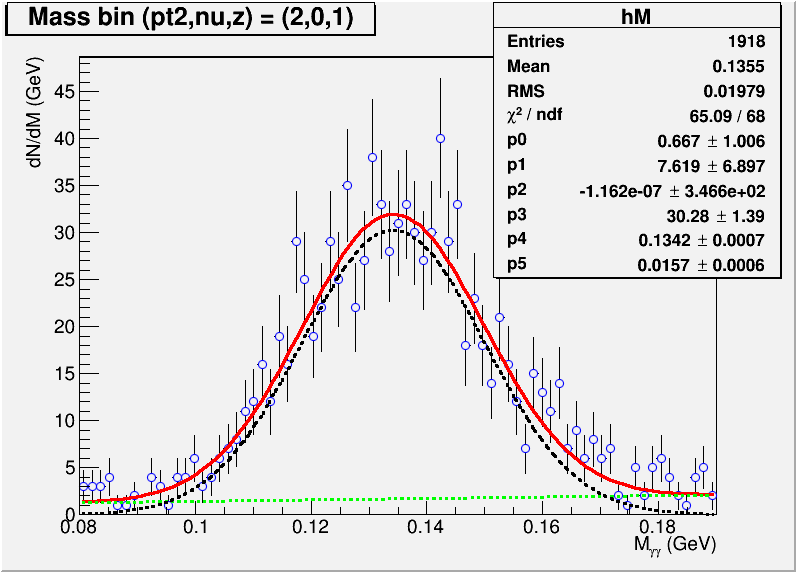 Mass bin (pt2,nu,z) = (2,0,1)
hM
Entries 1918
Mean 0.1355
RMS 0.01979
χ² / ndf 65.09 / 68
p0 0.667 ± 1.006
p1 7.619 ± 6.897
p2 -1.162e-07 ± 3.466e+02
p3 30.28 ± 1.39
p4 0.1342 ± 0.0007
p5 0.0157 ± 0.0006
dN/dM (GeV)
45
40
35
30
25
20
15
10
5
0
0.08 0.1 0.12 0.14 0.16 0.18
Mγγ (GeV)